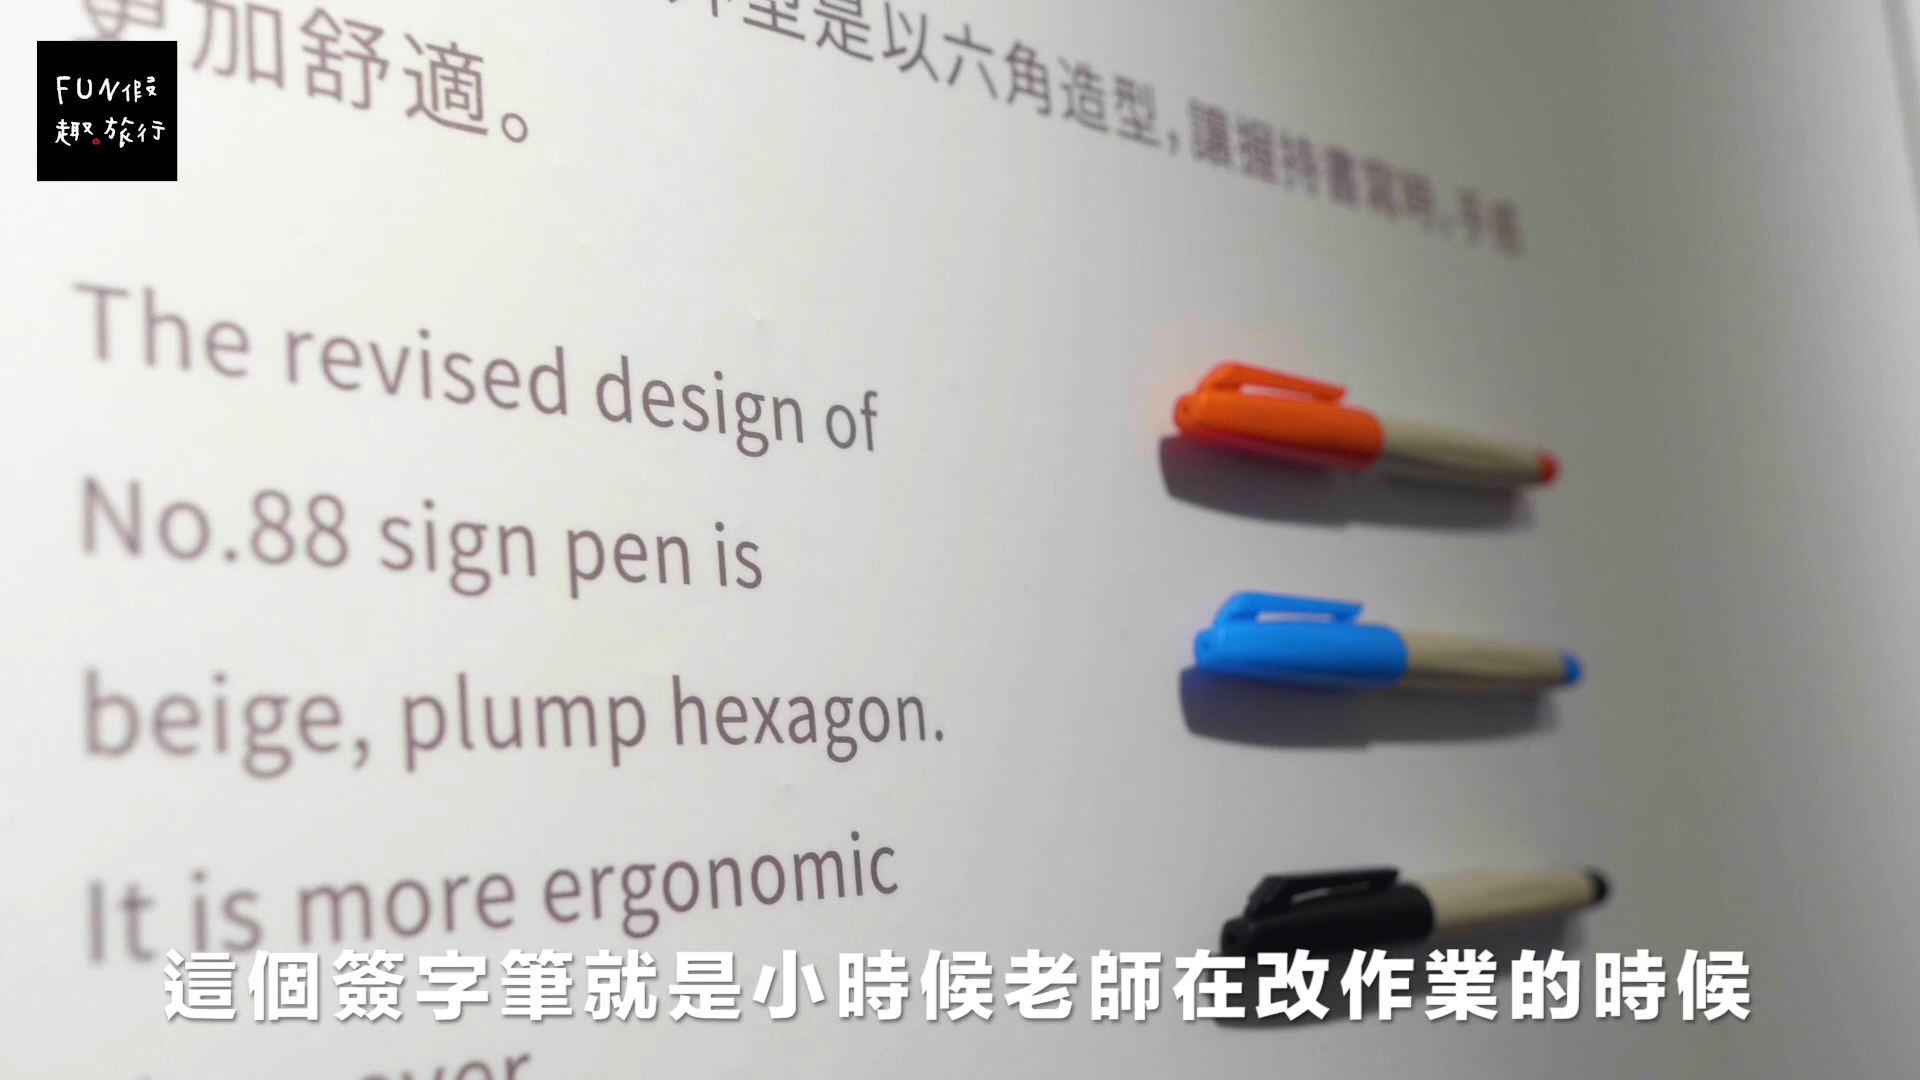 FUN假
趣.旅行
型是以六角造型,讓握持書寫時,手感
更加舒適。
The revised design of
No.88 sign pen is
beige, plump hexagon.
It is more ergonomic
這個簽字筆就是小時候老師在改作業的時候